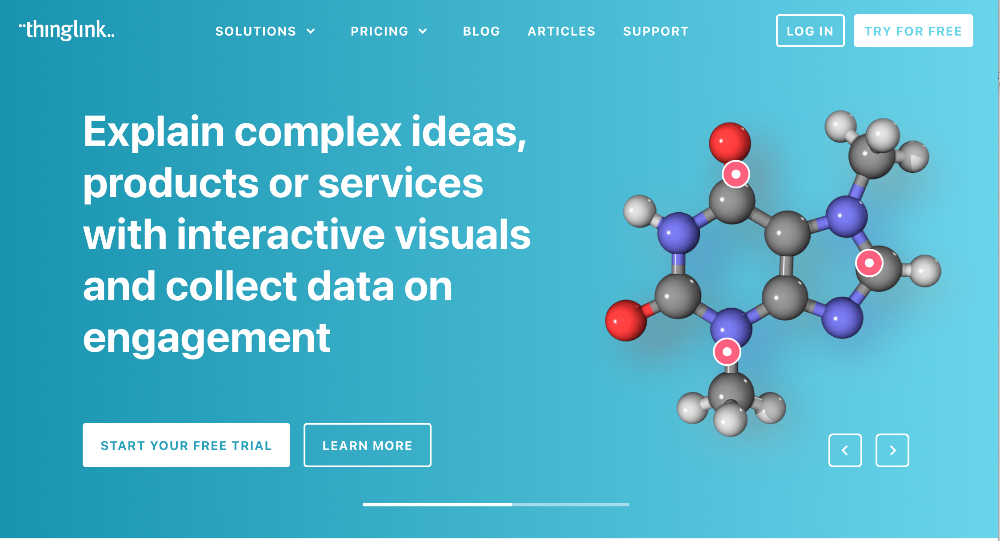 thinglink..
SOLUTIONS
PRICING
BLOG
ARTICLES
SUPPORT
LOG IN
TRY FOR FREE
Explain complex ideas,
products or services
with interactive visuals
and collect data on
engagement
START YOUR FREE TRIAL
LEARN MORE